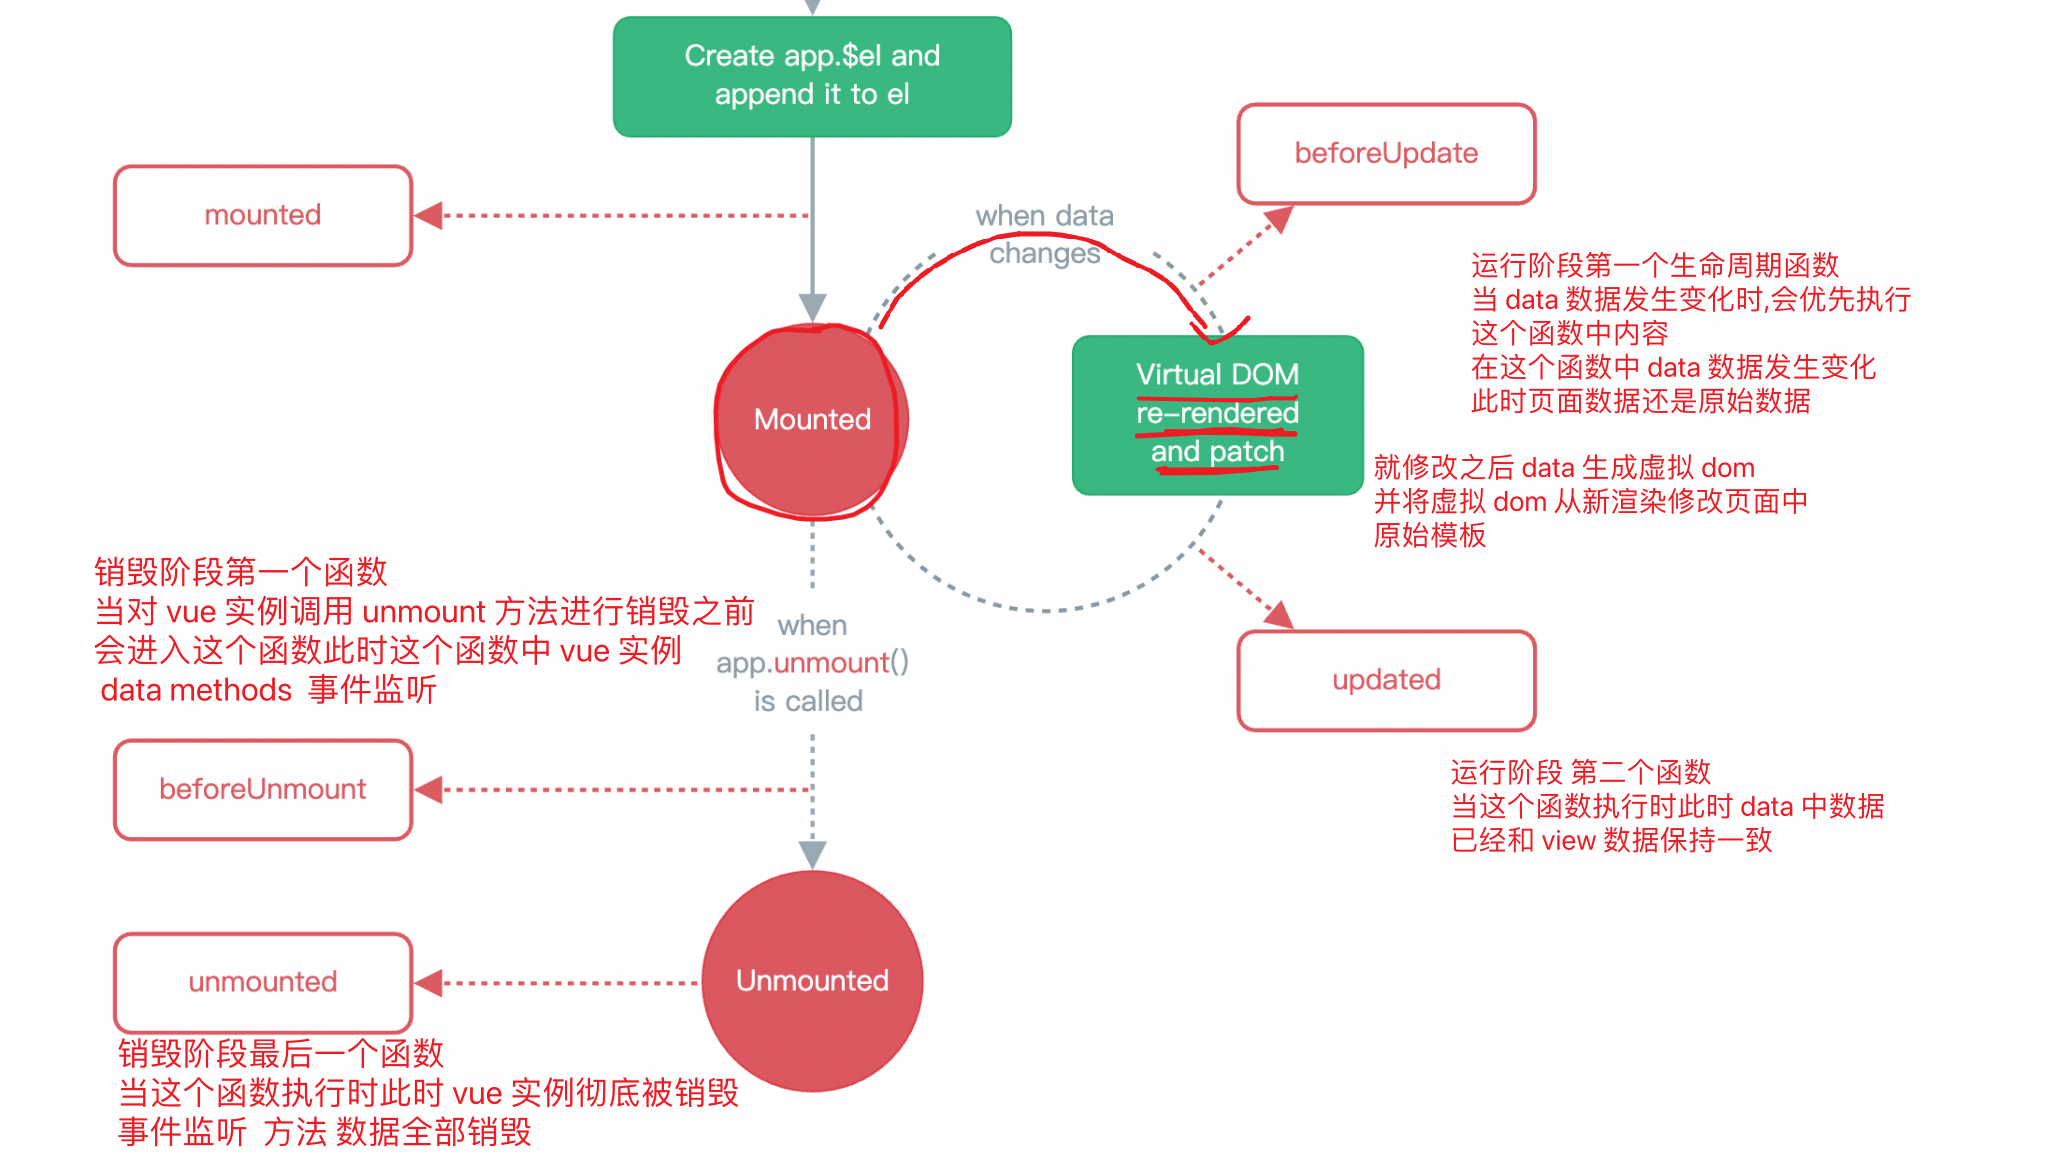 Create app.$el and
append it to el
mounted
when data
changes
beforeUpdate
运行阶段第一个生命周期函数
当 data 数据发生变化时,会优先执行
这个函数中内容
在这个函数中 data 数据发生变化
此时页面数据还是原始数据
Mounted
Virtual DOM
re-rendered
and patch
就修改之后 data 生成虚拟 dom
并将虚拟 dom 从新渲染修改页面中
原始模板
销毁阶段第一个函数
当对 vue 实例调用 unmount 方法进行销毁之前
会进入这个函数此时这个函数中 vue 实例
data methods 事件监听
when
app.unmount()
is called
updated
运行阶段 第二个函数
当这个函数执行时此时 data 中数据
已经和 view 数据保持一致
beforeUnmount
unmounted
Unmounted
销毁阶段最后一个函数
当这个函数执行时此时 vue 实例彻底被销毁
事件监听 方法 数据全部销毁